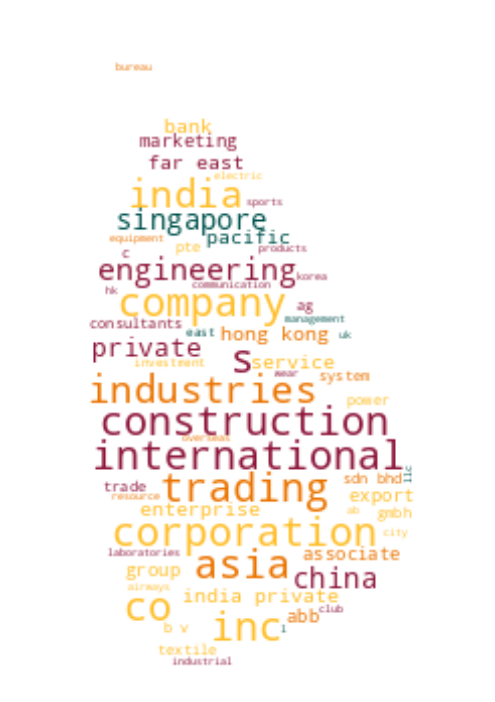 bureau
bank
marketing
far east
electric
india
sports
singapore
equipment
pacific
pte
products
c
engineering
korea
communication
hk
company
ag
management
consultants
east
hong kong
uk
private
s
service
investment
wear
system
industries
power
construction
overseas
international
llc
sdn bhd
trade
trading
resource
export
enterprise
ab
gmbh
corporation
city
laboratories
asia
associate
group
china
airways
india private
co
club
abb
b v
inc
l
textile
industrial